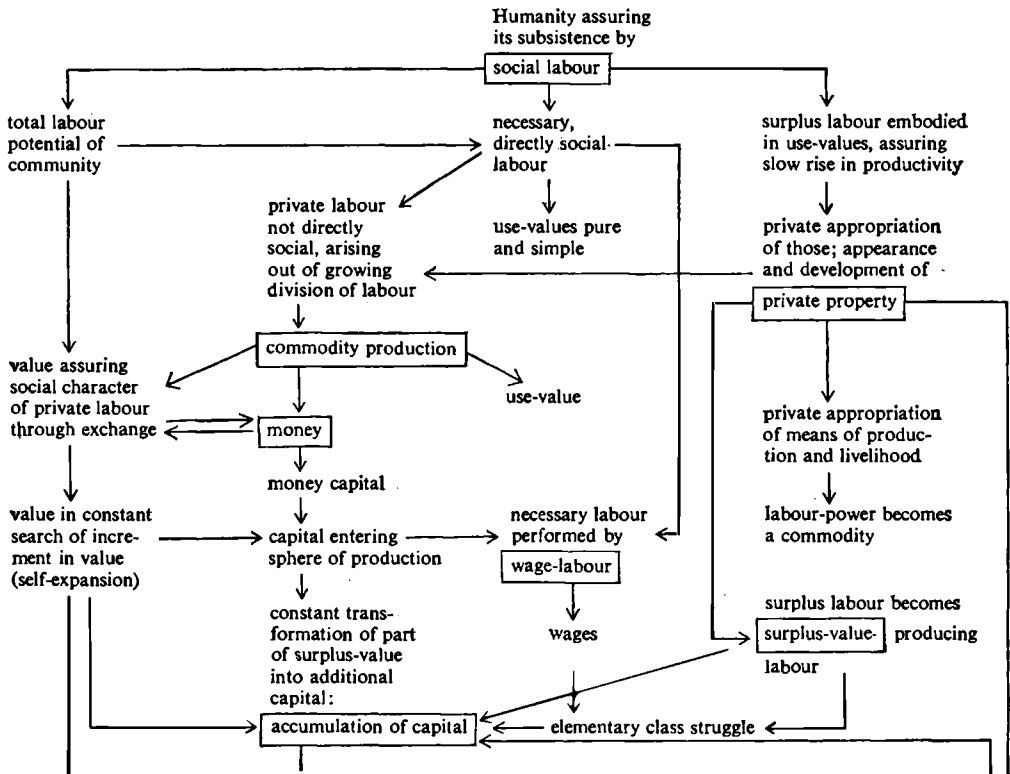 Humanity assuring
its subsistence by
social labour
total labour
potential of
community
necessary,
directly social
labour
surplus labour embodied
in use-values, assuring
slow rise in productivity
private labour
not directly
social, arising
out of growing
division of labour
use-values pure
and simple
private appropriation
of those; appearance
and development of
private property
commodity production
value assuring
social character
of private labour
through exchange
use-value
money
private appropriation
of means of produc-
tion and livelihood
money capital
value in constant
search of incre-
ment in value
(self-expansion)
capital entering
sphere of production
necessary labour
performed by
wage-labour
labour-power becomes
a commodity
constant trans-
formation of part
of surplus-value
into additional
capital:
wages
surplus labour becomes
surplus-value- producing
labour
accumulation of capital
elementary class struggle